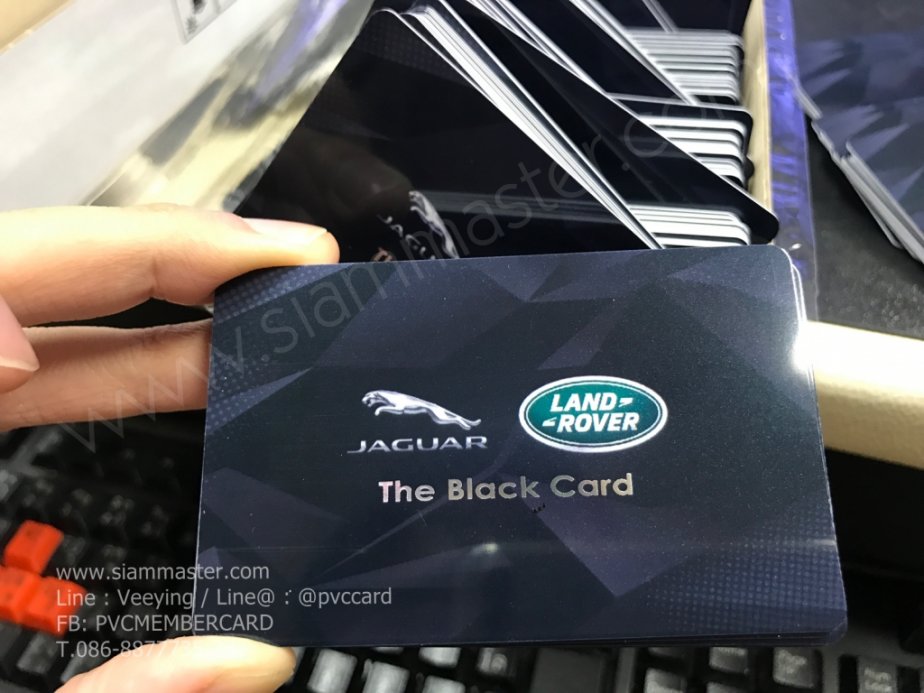 www.siammaster.com
JAGUAR
LAND
ROVER
The Black Card
www.siammaster.com
Line : Veeying / Line@ : @pvccard
FB: PVCMEMBERCARD